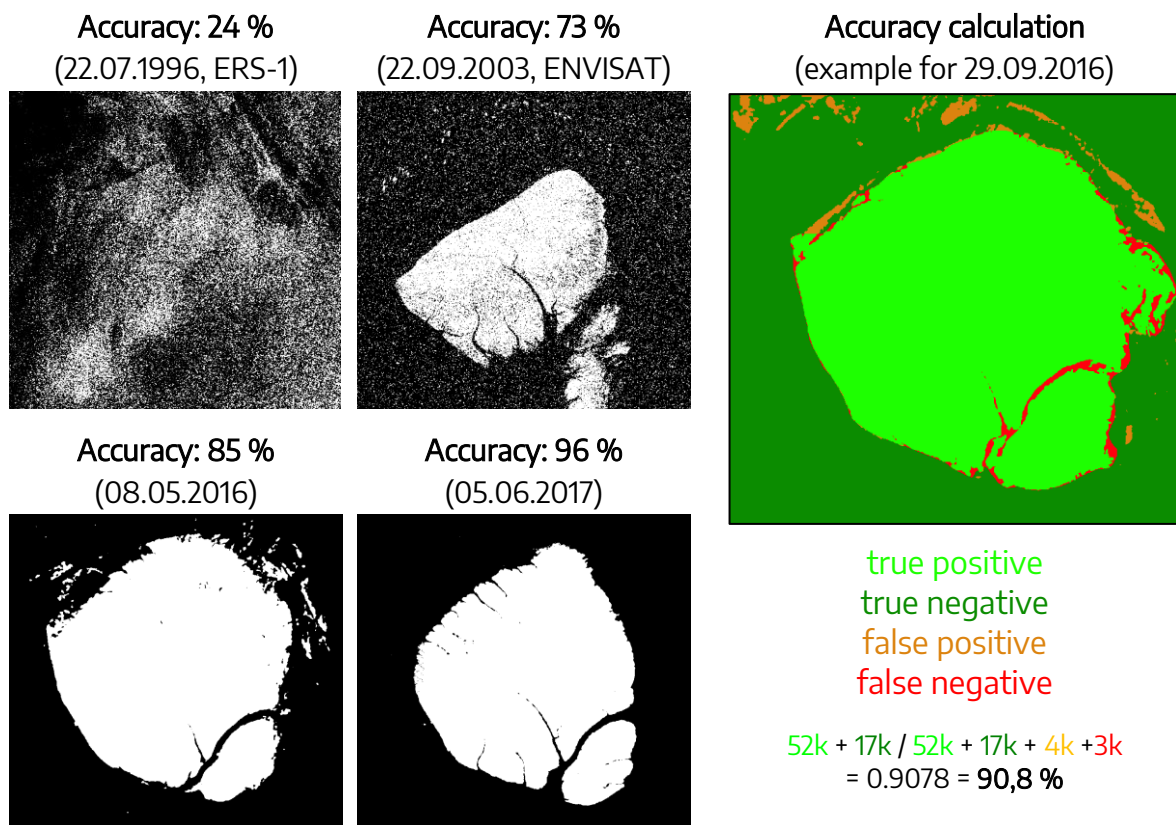 Accuracy: 24 %
(22.07.1996, ERS-1)
Accuracy: 73 %
(22.09.2003, ENVISAT)
Accuracy calculation
(example for 29.09.2016)
Accuracy: 85 %
(08.05.2016)
Accuracy: 96 %
(05.06.2017)
true positive
true negative
false positive
false negative
52k + 17k / 52k + 17k + 4k +3k
= 0.9078 = 90,8 %